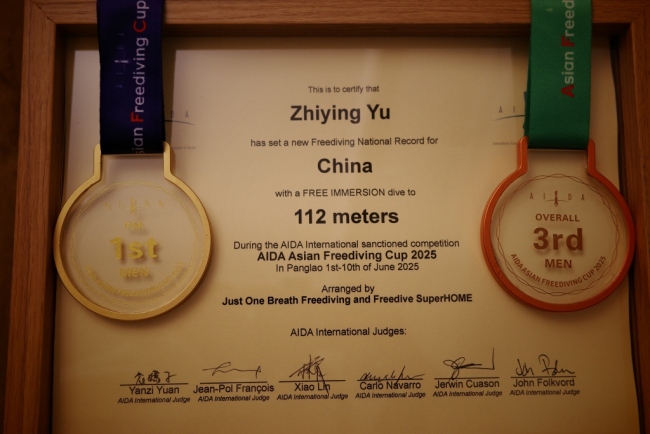 Asian Freediving Cup
Asian Freed
This is to certify that
Zhiying Yu
has set a new Freediving National Record for
China
with a FREE IMMERSION dive to
112 meters
During the AIDA International sanctioned competition
AIDA Asian Freediving Cup 2025
In Panglao 1st-10th of June 2025
Arranged by
Just One Breath Freediving and Freedive SuperHOME
AIDA International Judges:
Yanzi Yuan Jean-Pol François Xiao Lin Carlo Navarro Jerwin Cuason John Folkvord
AIDA International Judge AIDA International Judge AIDA International Judge AIDA International Judge AIDA International Judge AIDA International Judge
1st
MEN
AIDA
OVERALL
3rd
MEN
AIDA ASIAN FREEDIVING CUP 2025